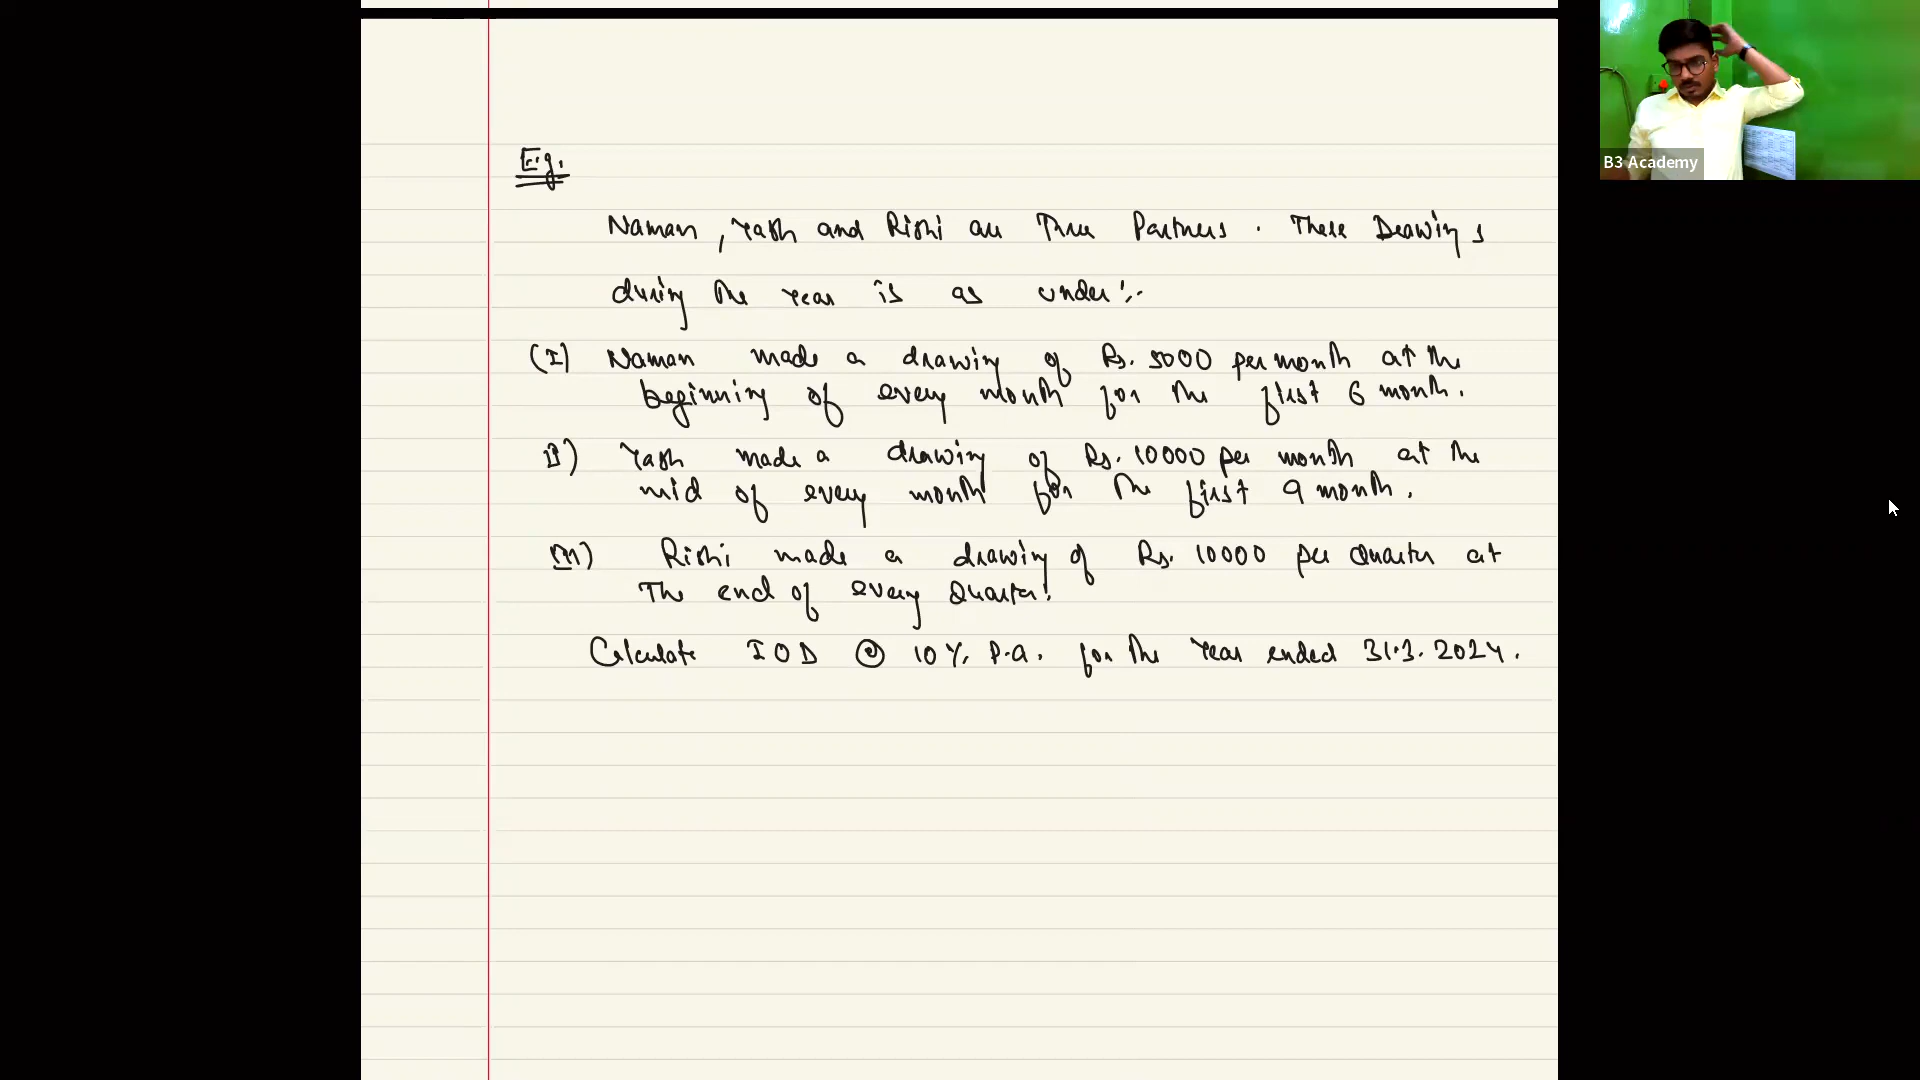 E.g.
Naman, Yash and Rishi are Three Partners. These Drawings
during the Year is as under:-
(I) Naman made a drawing of Rs. 5000 per month at the
beginning of every month for the first 6 month.
II) Yash made a drawing of Rs. 10000 per month at the
mid of every month for the first 9 month.
III) Rishi made a drawing of Rs. 10000 per Quarter at
The end of every Quarter.
Calculate IOD @ 10% P.a. for the Year ended 31.3.2024.
B3 Academy